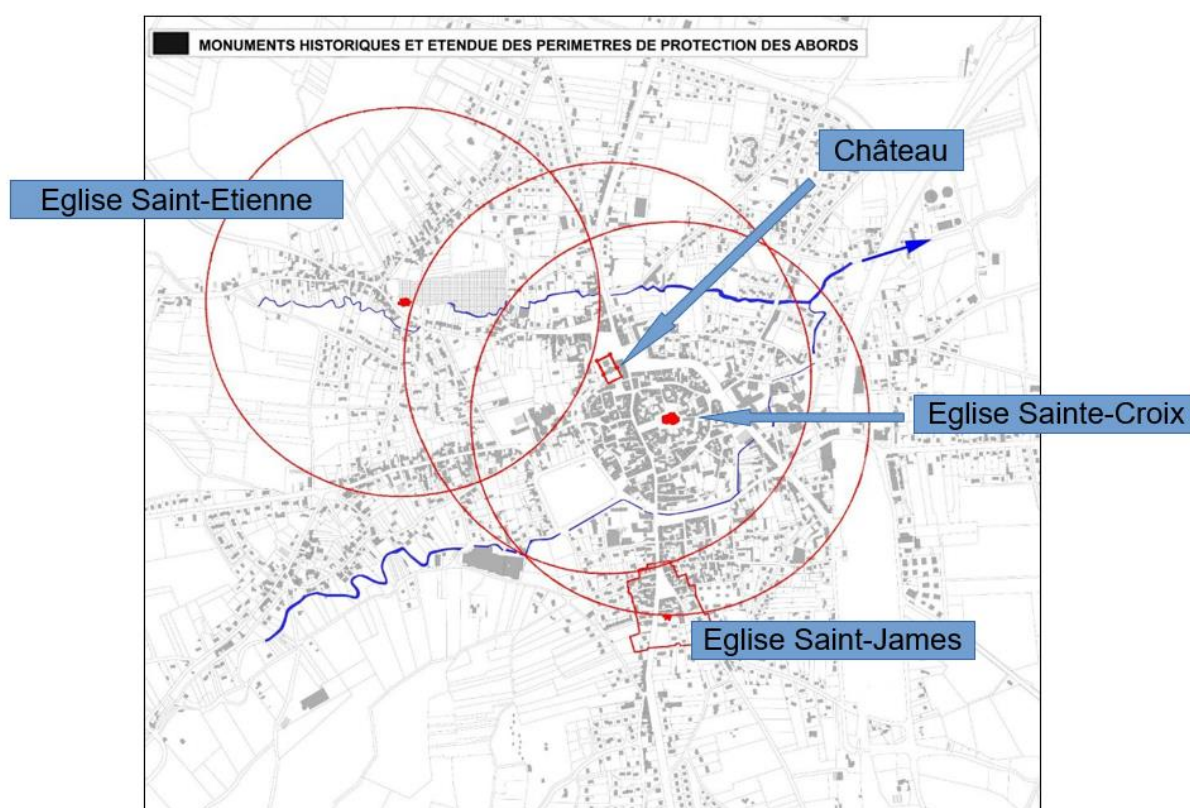 MONUMENTS HISTORIQUES ET ETENDUE DES PERIMETRES DE PROTECTION DES ABORDS
Château
Eglise Saint-Etienne
Eglise Sainte-Croix
Eglise Saint-James